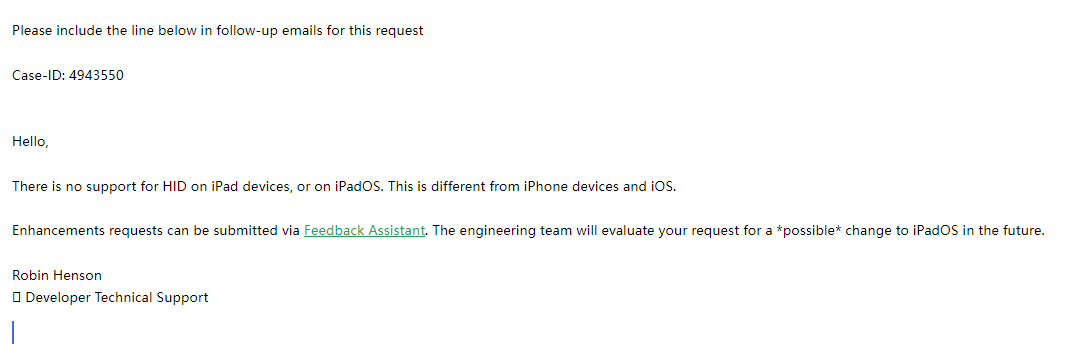 Please include the line below in follow-up emails for this request
Case-ID: 4943550
Hello,
There is no support for HID on iPad devices, or on iPadOS. This is different from iPhone devices and iOS.
Enhancements requests can be submitted via Feedback Assistant. The engineering team will evaluate your request for a *possible* change to iPadOS in the future.
Robin Henson
▯ Developer Technical Support